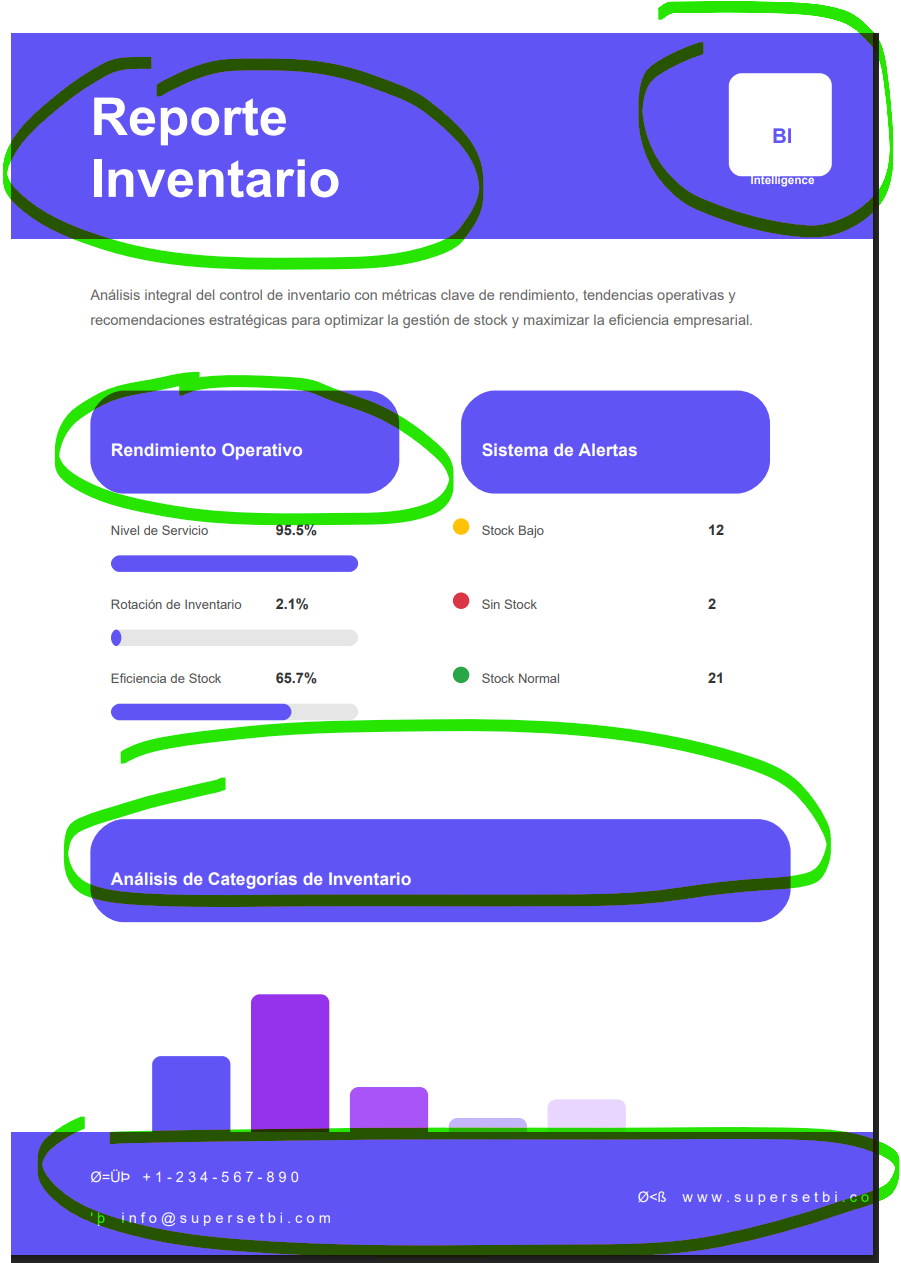 Reporte
Inventario
BI
Intelligence
Análisis integral del control de inventario con métricas clave de rendimiento, tendencias operativas y
recomendaciones estratégicas para optimizar la gestión de stock y maximizar la eficiencia empresarial.
Rendimiento Operativo
Nivel de Servicio 95.5%
Rotación de Inventario 2.1%
Eficiencia de Stock 65.7%
Sistema de Alertas
Stock Bajo 12
Sin Stock 2
Stock Normal 21
Análisis de Categorías de Inventario
Ø=ÜÞ +1-234-567-890
'þ info@supersetbi.com
Ø<ß www.supersetbi.co